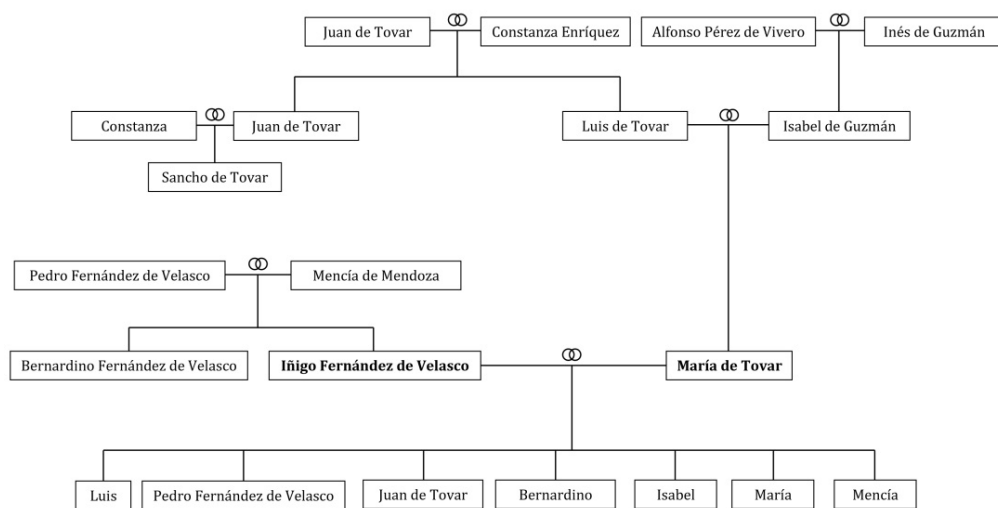 Juan de Tovar
Constanza Enríquez
Alfonso Pérez de Vivero
Inés de Guzmán
Constanza
Juan de Tovar
Luis de Tovar
Isabel de Guzmán
Sancho de Tovar
Pedro Fernández de Velasco
Mencía de Mendoza
Bernardino Fernández de Velasco
Iñigo Fernández de Velasco
María de Tovar
Luis
Pedro Fernández de Velasco
Juan de Tovar
Bernardino
Isabel
María
Mencía